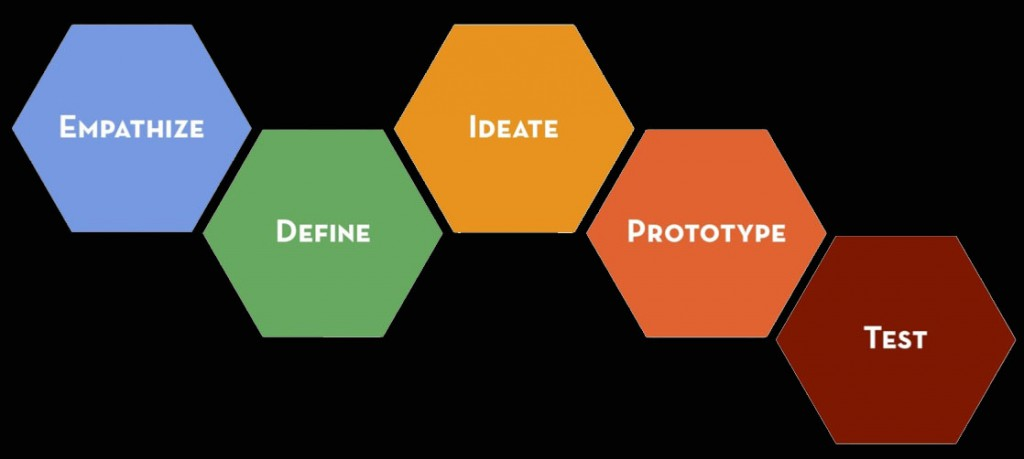 Empathize
Define
Ideate
Prototype
Test